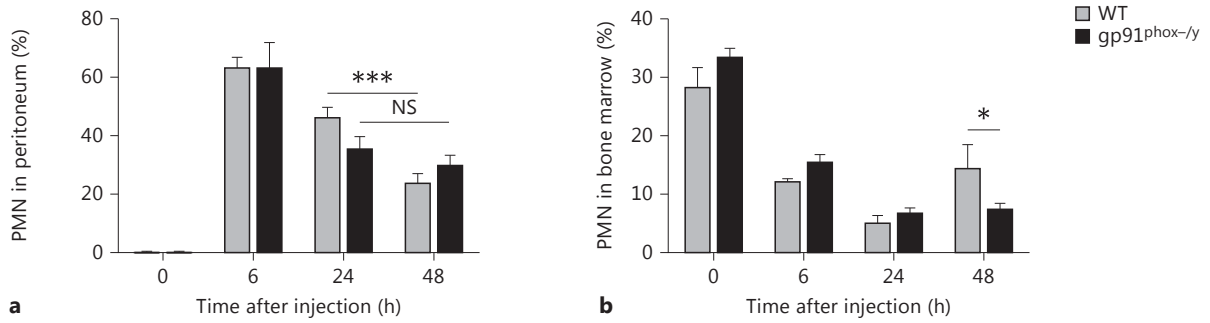 80
60
40
20
0
PMN in peritoneum (%)
***
NS
0 6 24 48
Time after injection (h)
a
40
30
20
10
0
PMN in bone marrow (%)
*
0 6 24 48
Time after injection (h)
b
WT
gp91phox–/y